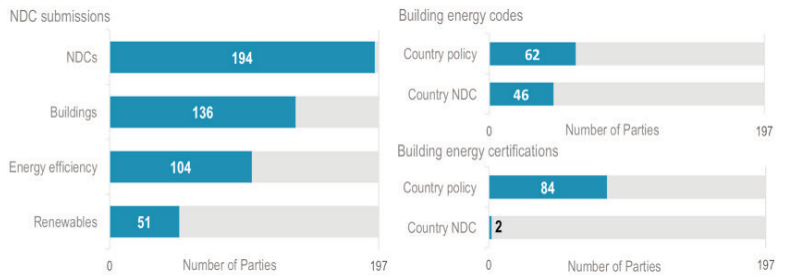 NDC submissions
NDCs
194
Buildings
136
Energy efficiency
104
Renewables
51
0
Number of Parties
197
Building energy codes
Country policy
62
Country NDC
46
0
Number of Parties
197
Building energy certifications
Country policy
84
Country NDC
2
0
Number of Parties
197